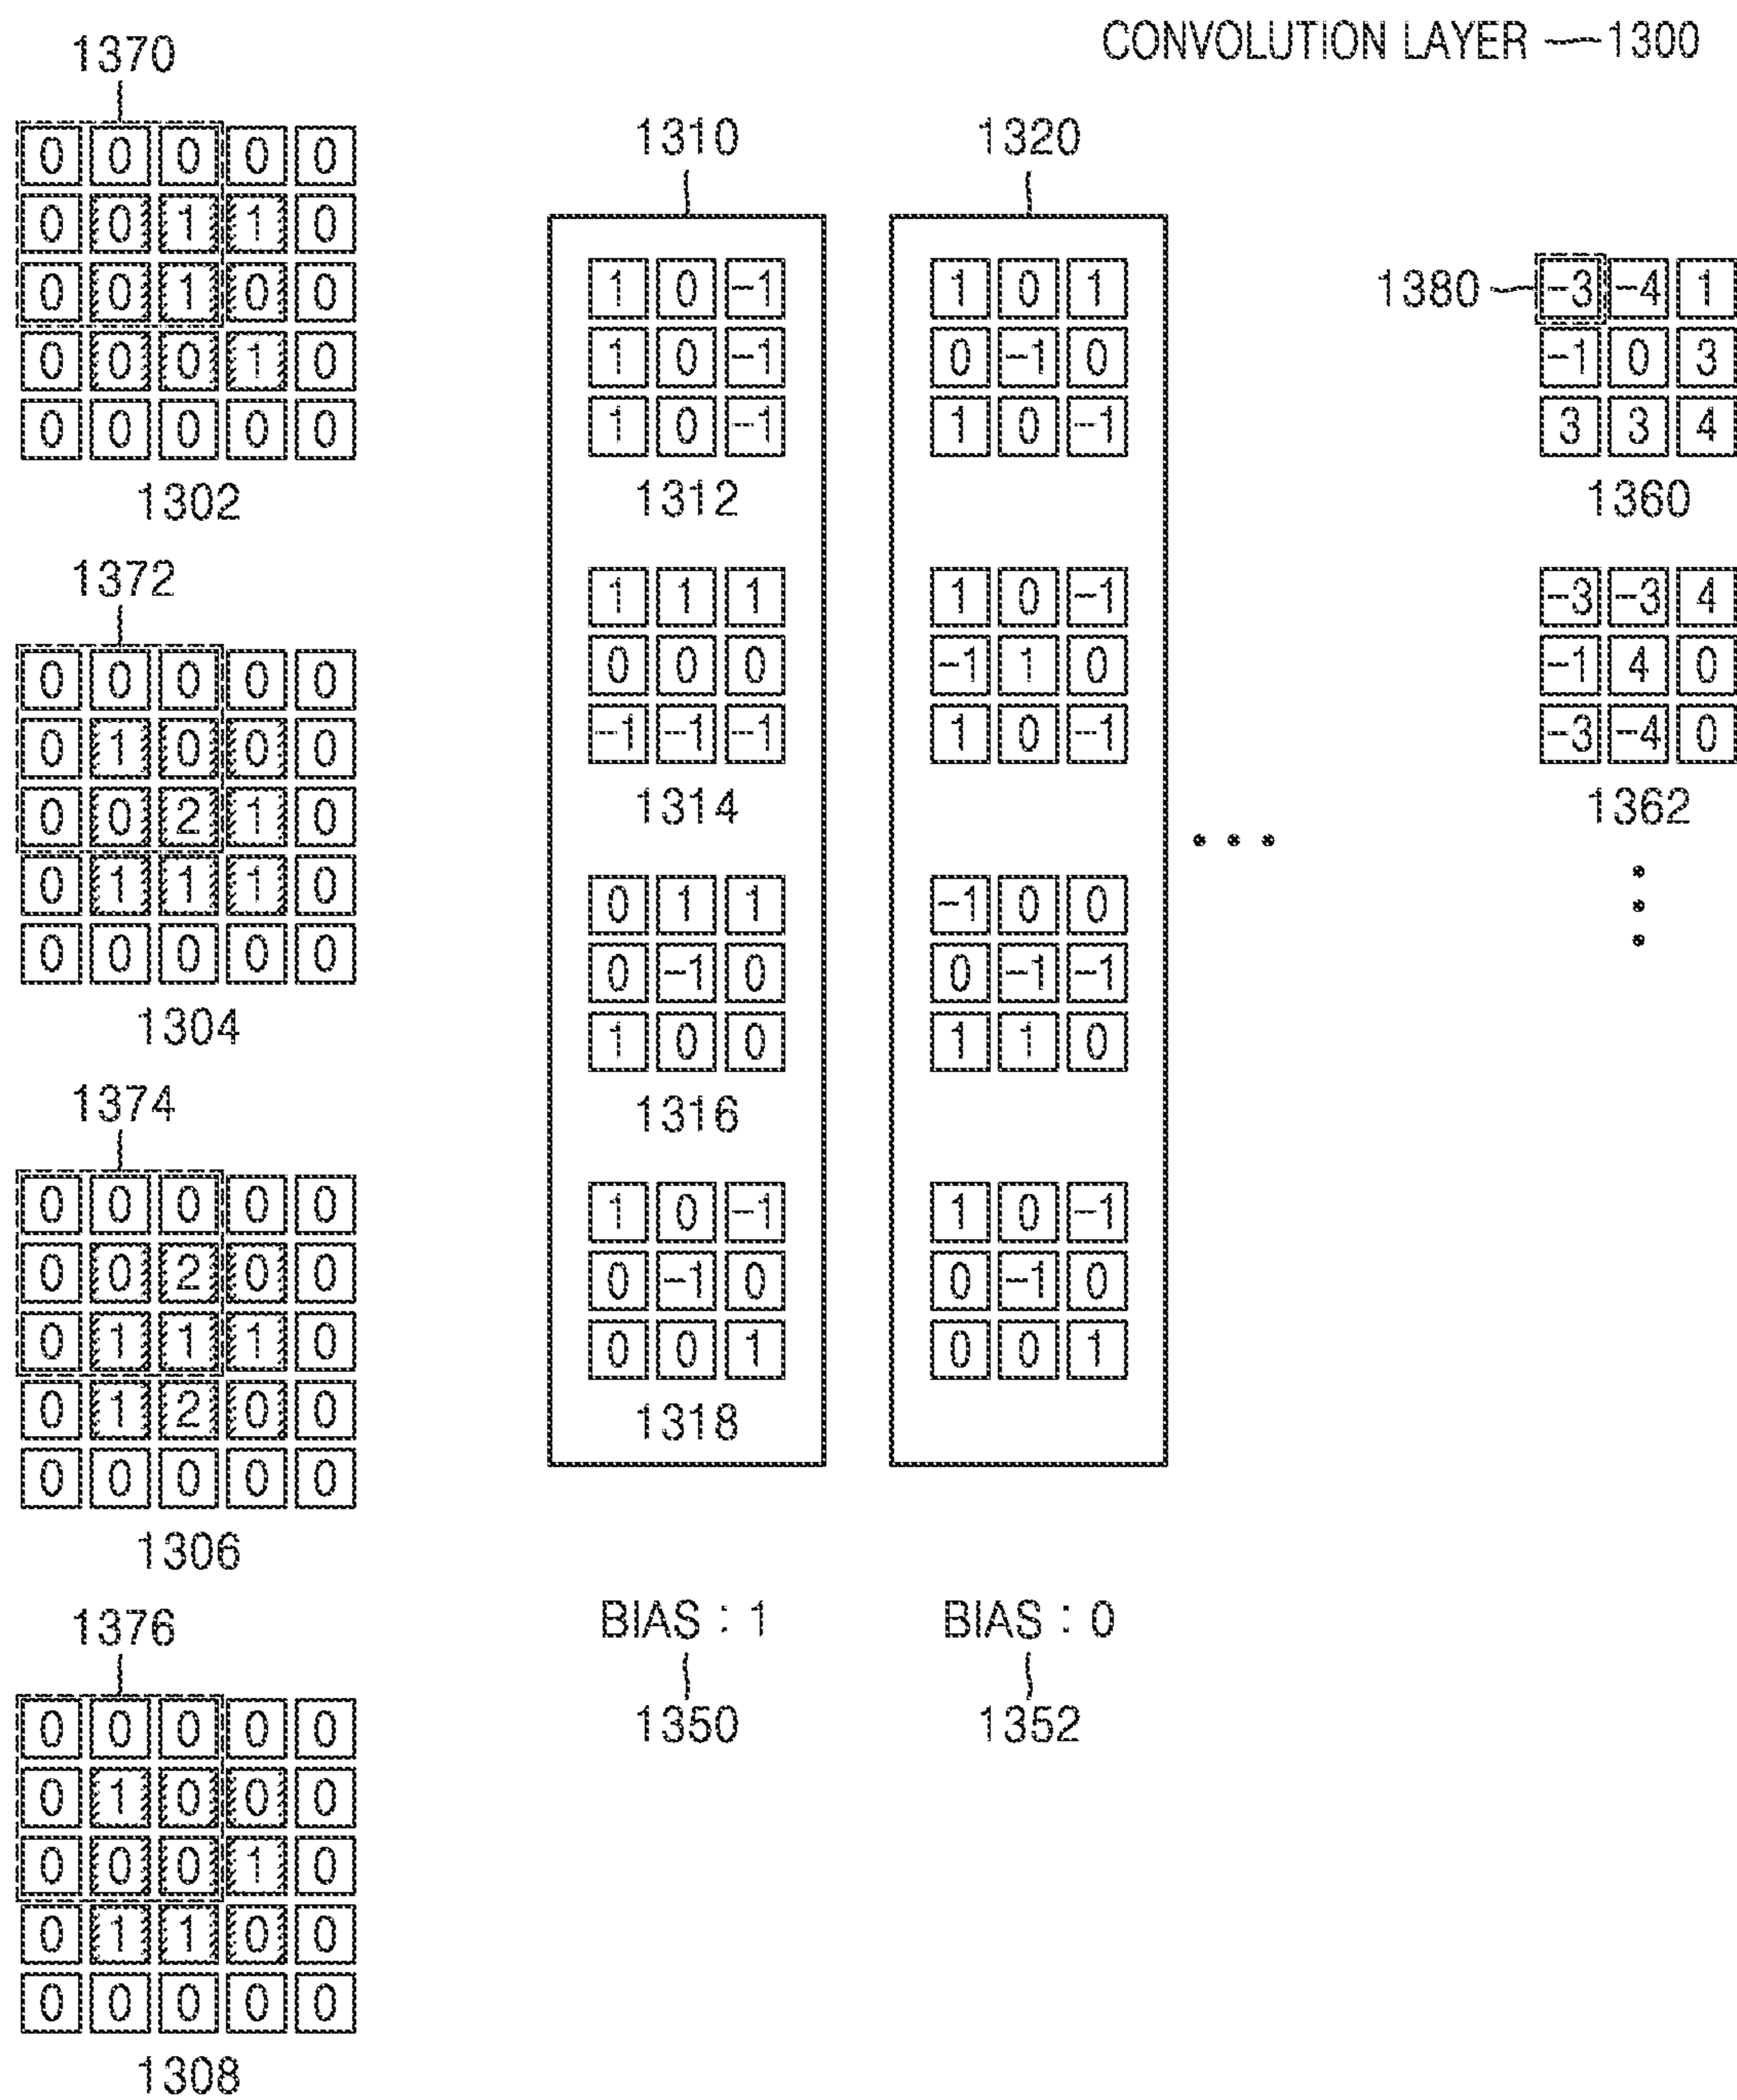 CONVOLUTION LAYER 1300
1370
0 0 0 0 0
0 0 1 1 0
0 0 1 0 0
0 0 0 1 0
0 0 0 0 0
1302
1372
0 0 0 0 0
0 1 0 0 0
0 0 2 1 0
0 1 1 1 0
0 0 0 0 0
1304
1374
0 0 0 0 0
0 0 2 0 0
0 1 1 1 0
0 1 2 0 0
0 0 0 0 0
1306
1376
0 0 0 0 0
0 1 0 0 0
0 0 0 1 0
0 1 1 0 0
0 0 0 0 0
1308
1310
1 0 -1
1 0 -1
1 0 -1
1312
1 1 1
0 0 0
-1 -1 -1
1314
0 1 1
0 -1 0
1 0 0
1316
1 0 -1
0 -1 0
0 0 1
1318
BIAS : 1
1350
1320
1 0 1
0 -1 0
1 0 -1
1 0 -1
-1 1 0
1 0 -1
-1 0 0
0 -1 -1
1 1 0
1 0 -1
0 -1 0
0 0 1
BIAS : 0
1352
...
1380
-3 -4 1
-1 0 3
3 3 4
1360
-3 -3 4
-1 4 0
-3 -4 0
1362